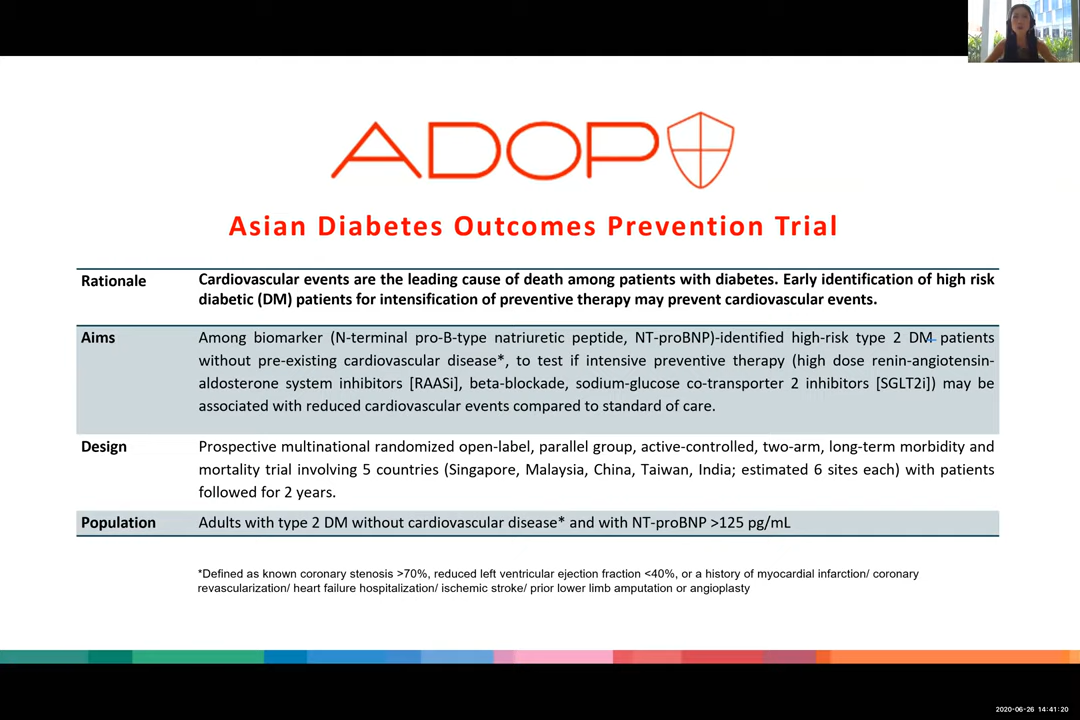 ADOP
Asian Diabetes Outcomes Prevention Trial
Rationale
Cardiovascular events are the leading cause of death among patients with diabetes. Early identification of high risk
diabetic (DM) patients for intensification of preventive therapy may prevent cardiovascular events.
Aims
Among biomarker (N-terminal pro-B-type natriuretic peptide, NT-proBNP)-identified high-risk type 2 DM patients
without pre-existing cardiovascular disease*, to test if intensive preventive therapy (high dose renin-angiotensin-
aldosterone system inhibitors [RAASi], beta-blockade, sodium-glucose co-transporter 2 inhibitors [SGLT2i]) may be
associated with reduced cardiovascular events compared to standard of care.
Design
Prospective multinational randomized open-label, parallel group, active-controlled, two-arm, long-term morbidity and
mortality trial involving 5 countries (Singapore, Malaysia, China, Taiwan, India; estimated 6 sites each) with patients
followed for 2 years.
Population
Adults with type 2 DM without cardiovascular disease* and with NT-proBNP >125 pg/mL
*Defined as known coronary stenosis >70%, reduced left ventricular ejection fraction <40%, or a history of myocardial infarction/ coronary
revascularization/ heart failure hospitalization/ ischemic stroke/ prior lower limb amputation or angioplasty
2020-06-26 14:41:20